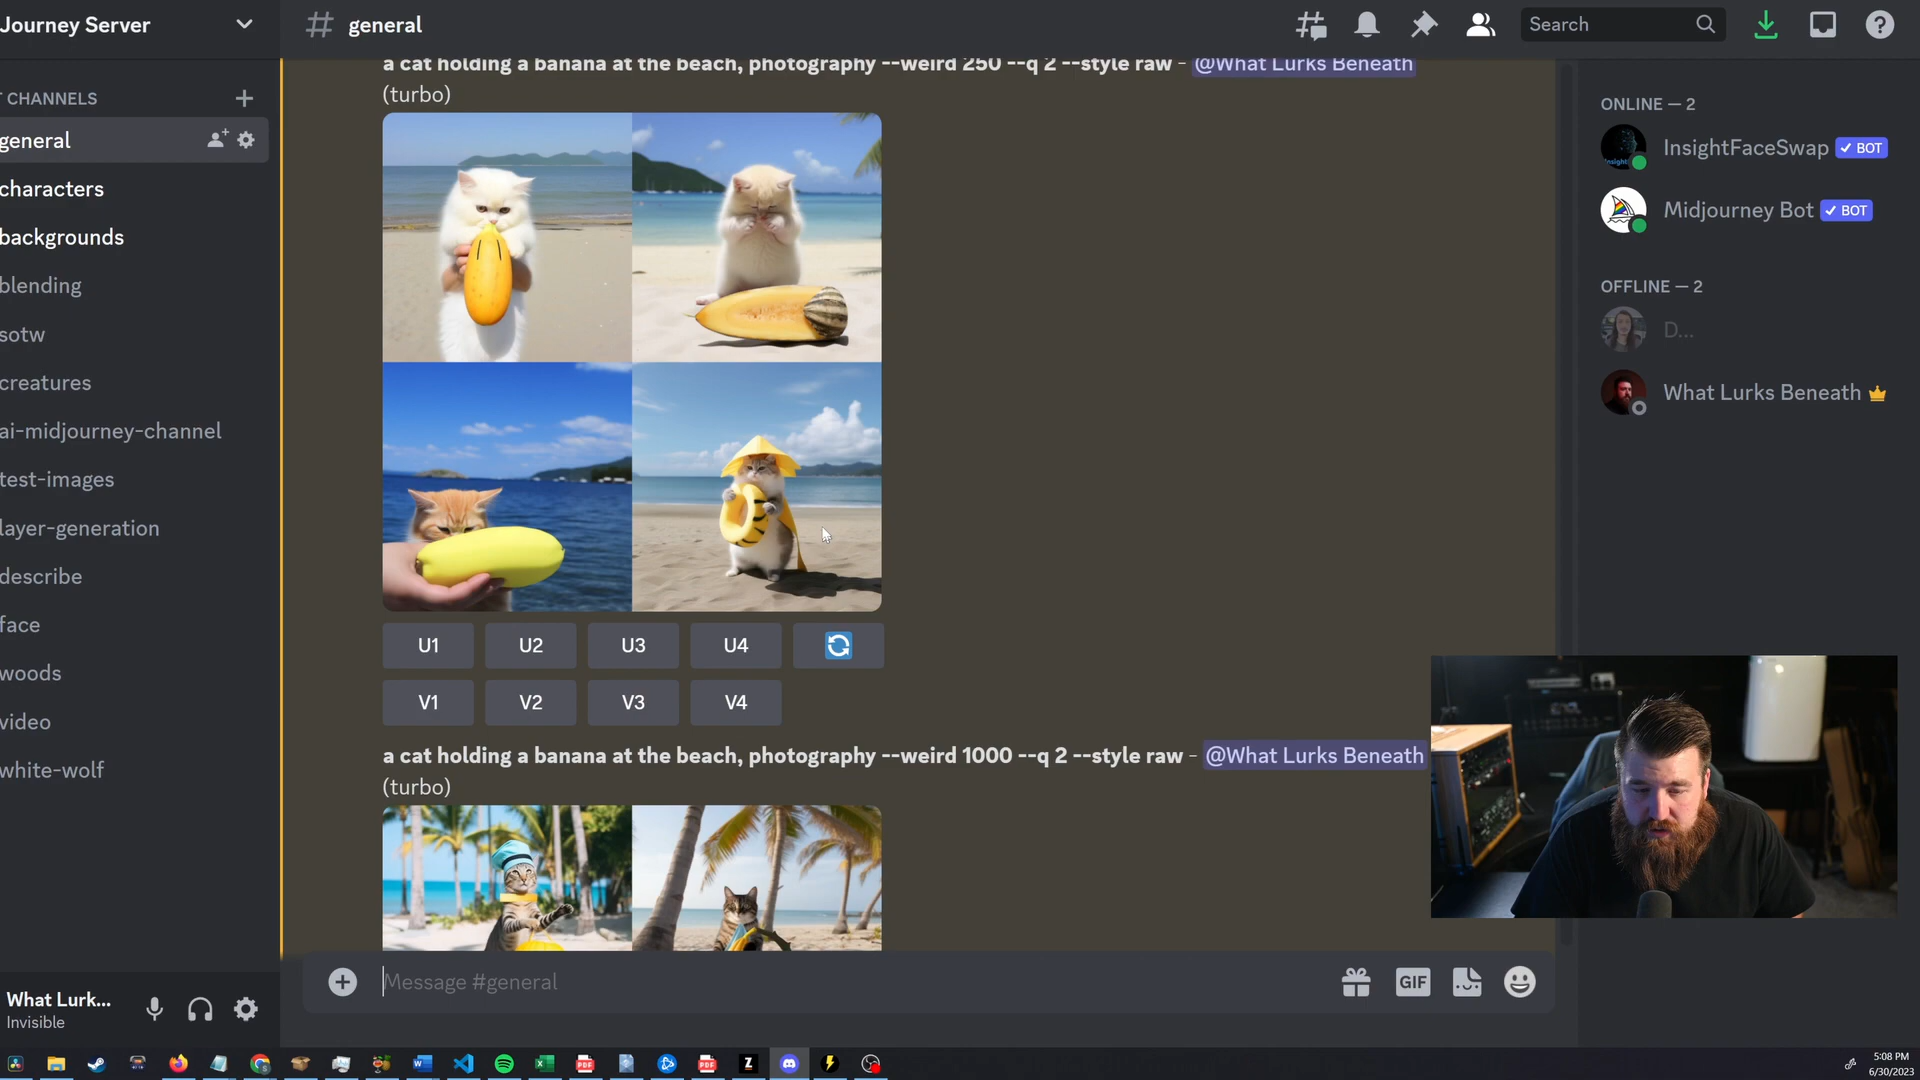 Journey Server
general
Search
CHANNELS
general
characters
backgrounds
blending
sotw
creatures
ai-midjourney-channel
test-images
layer-generation
describe
face
woods
video
white-wolf
What Lurk...
Invisible
a cat holding a banana at the beach, photography --weird 250 --q 2 --style raw - @What Lurks Beneath
(turbo)
U1 U2 U3 U4
V1 V2 V3 V4
a cat holding a banana at the beach, photography --weird 1000 --q 2 --style raw - @What Lurks Beneath
(turbo)
Message #general
GIF
ONLINE — 2
InsightFaceSwap ✓ BOT
Midjourney Bot ✓ BOT
OFFLINE — 2
D...
What Lurks Beneath
5:08 PM
6/30/2023